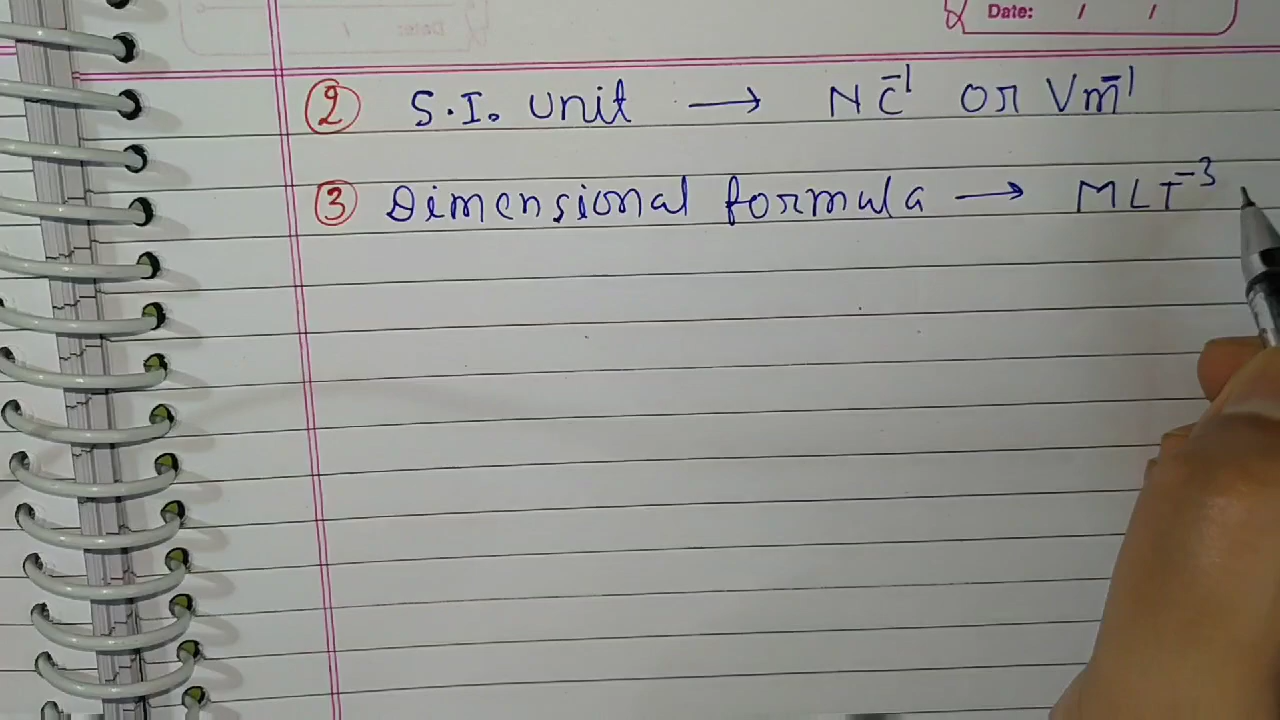 Date: / /
② S.I. unit → NC⁻¹ or Vm⁻¹
③ Dimensional formula → MLT⁻³